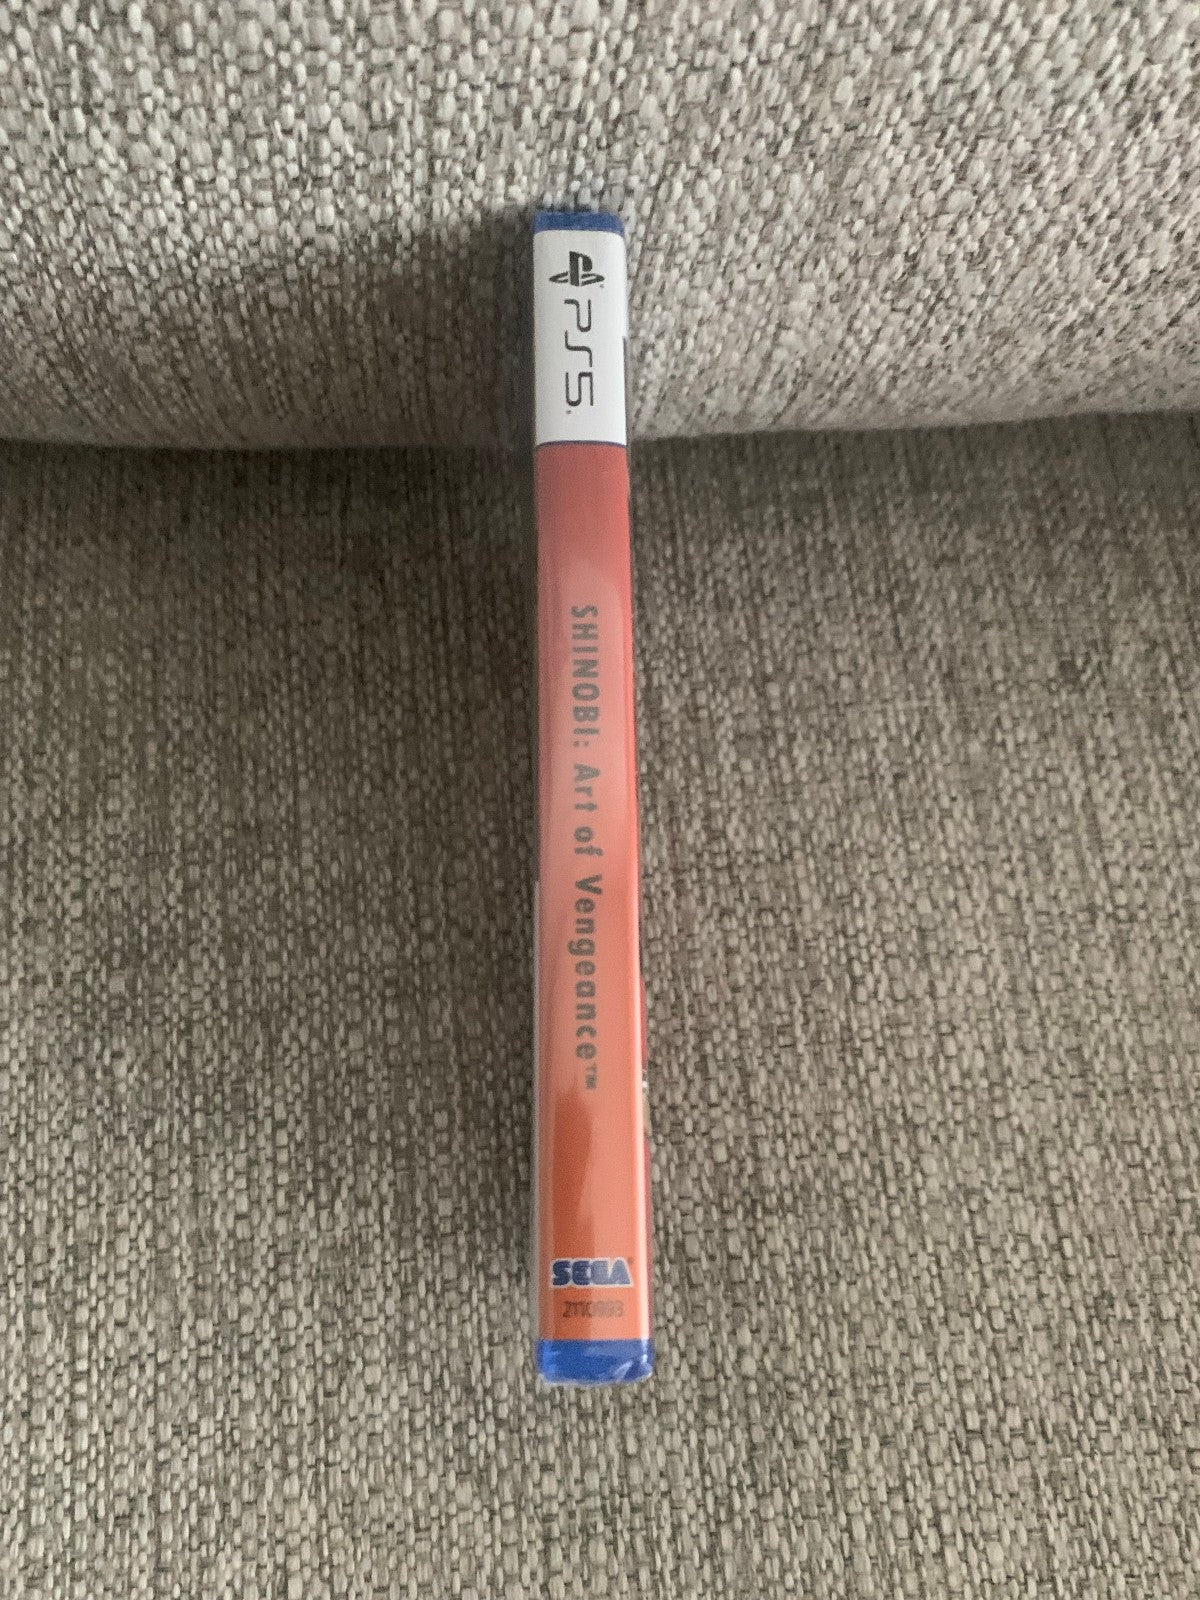 PS5
SHINOBI: Art of Vengeance™
SEGA